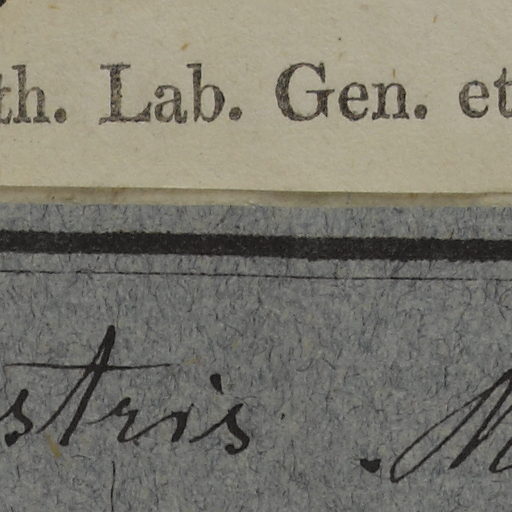 th. Lab. Gen. et
stris. M